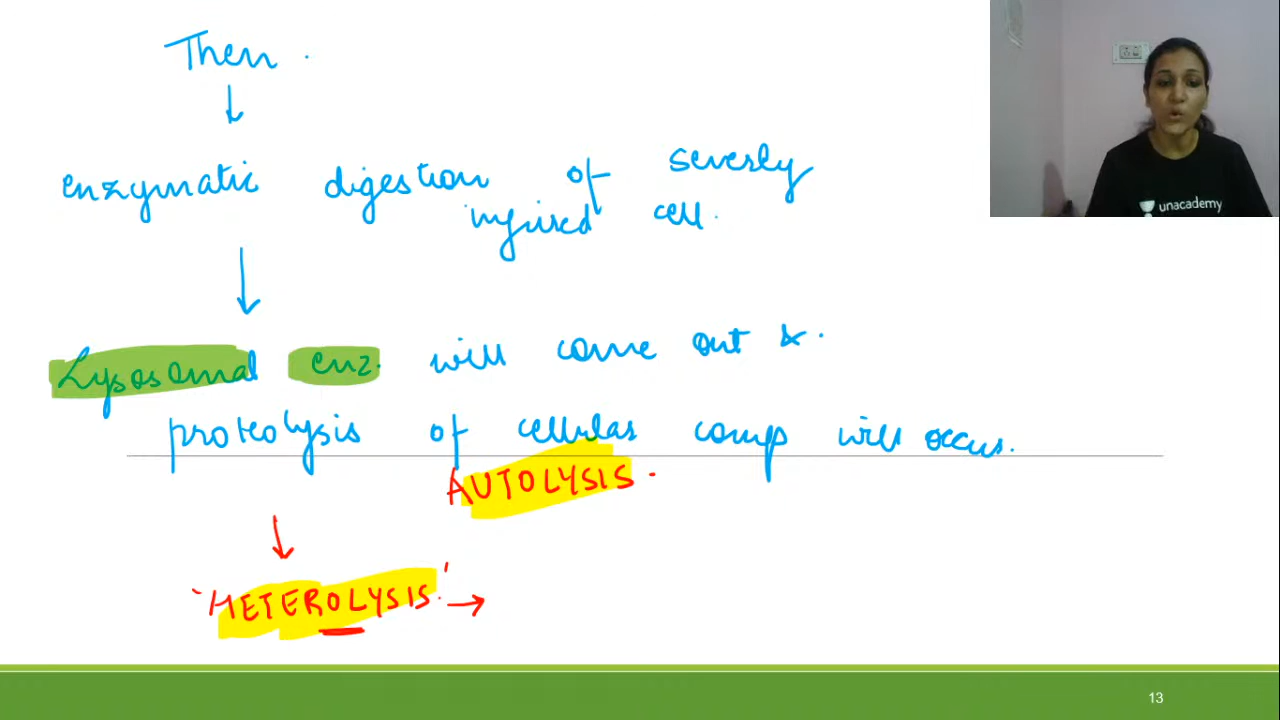 Then .
enzymatic digestion of severly
injured cell.
Lysosomal enz. will come out &.
proteolysis of cellular comp will occur.
AUTOLYSIS.
'HETEROLYSIS.' →
unacademy
13